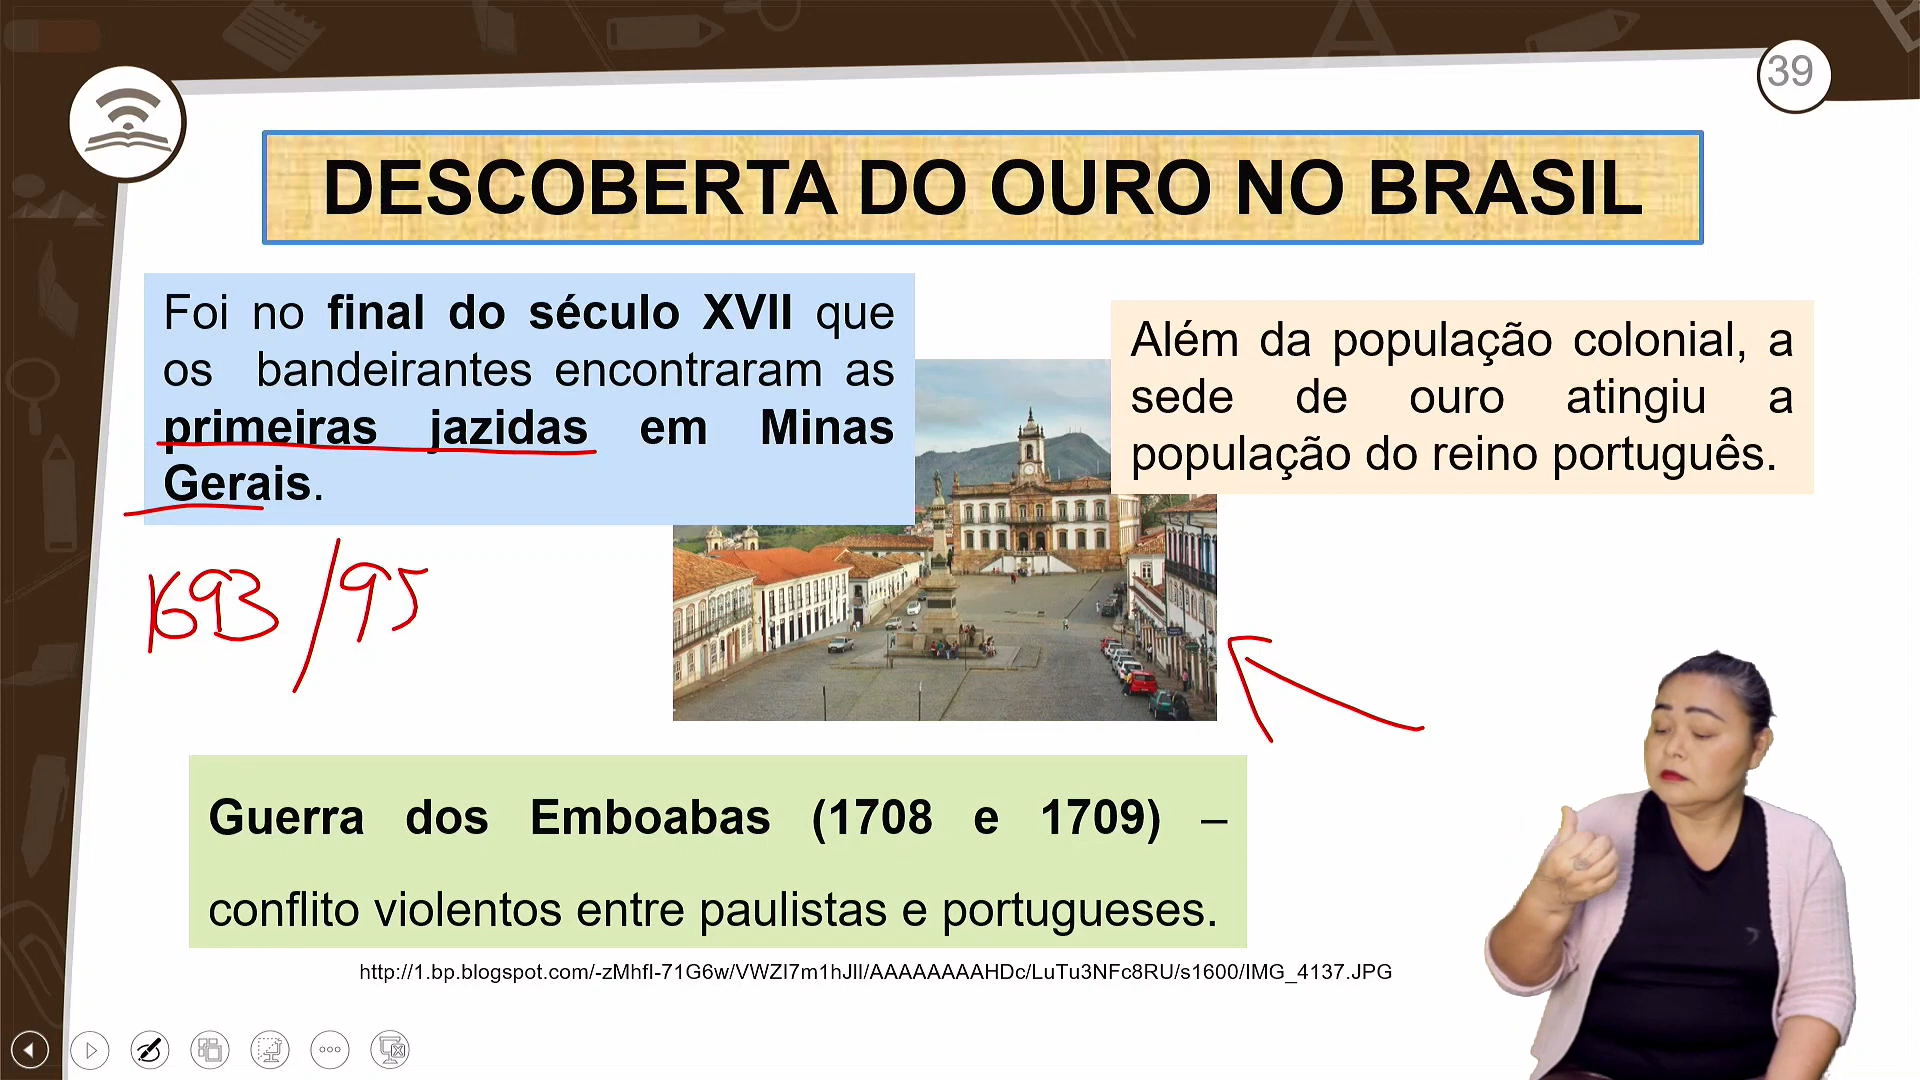 39
DESCOBERTA DO OURO NO BRASIL
Foi no final do século XVII que
os bandeirantes encontraram as
primeiras jazidas em Minas
Gerais.
Além da população colonial, a
sede de ouro atingiu a
população do reino português.
1693/95
Guerra dos Emboabas (1708 e 1709) –
conflito violentos entre paulistas e portugueses.
http://1.bp.blogspot.com/-zMhfI-71G6w/VWZI7m1hJII/AAAAAAAAHDc/LuTu3NFc8RU/s1600/IMG_4137.JPG